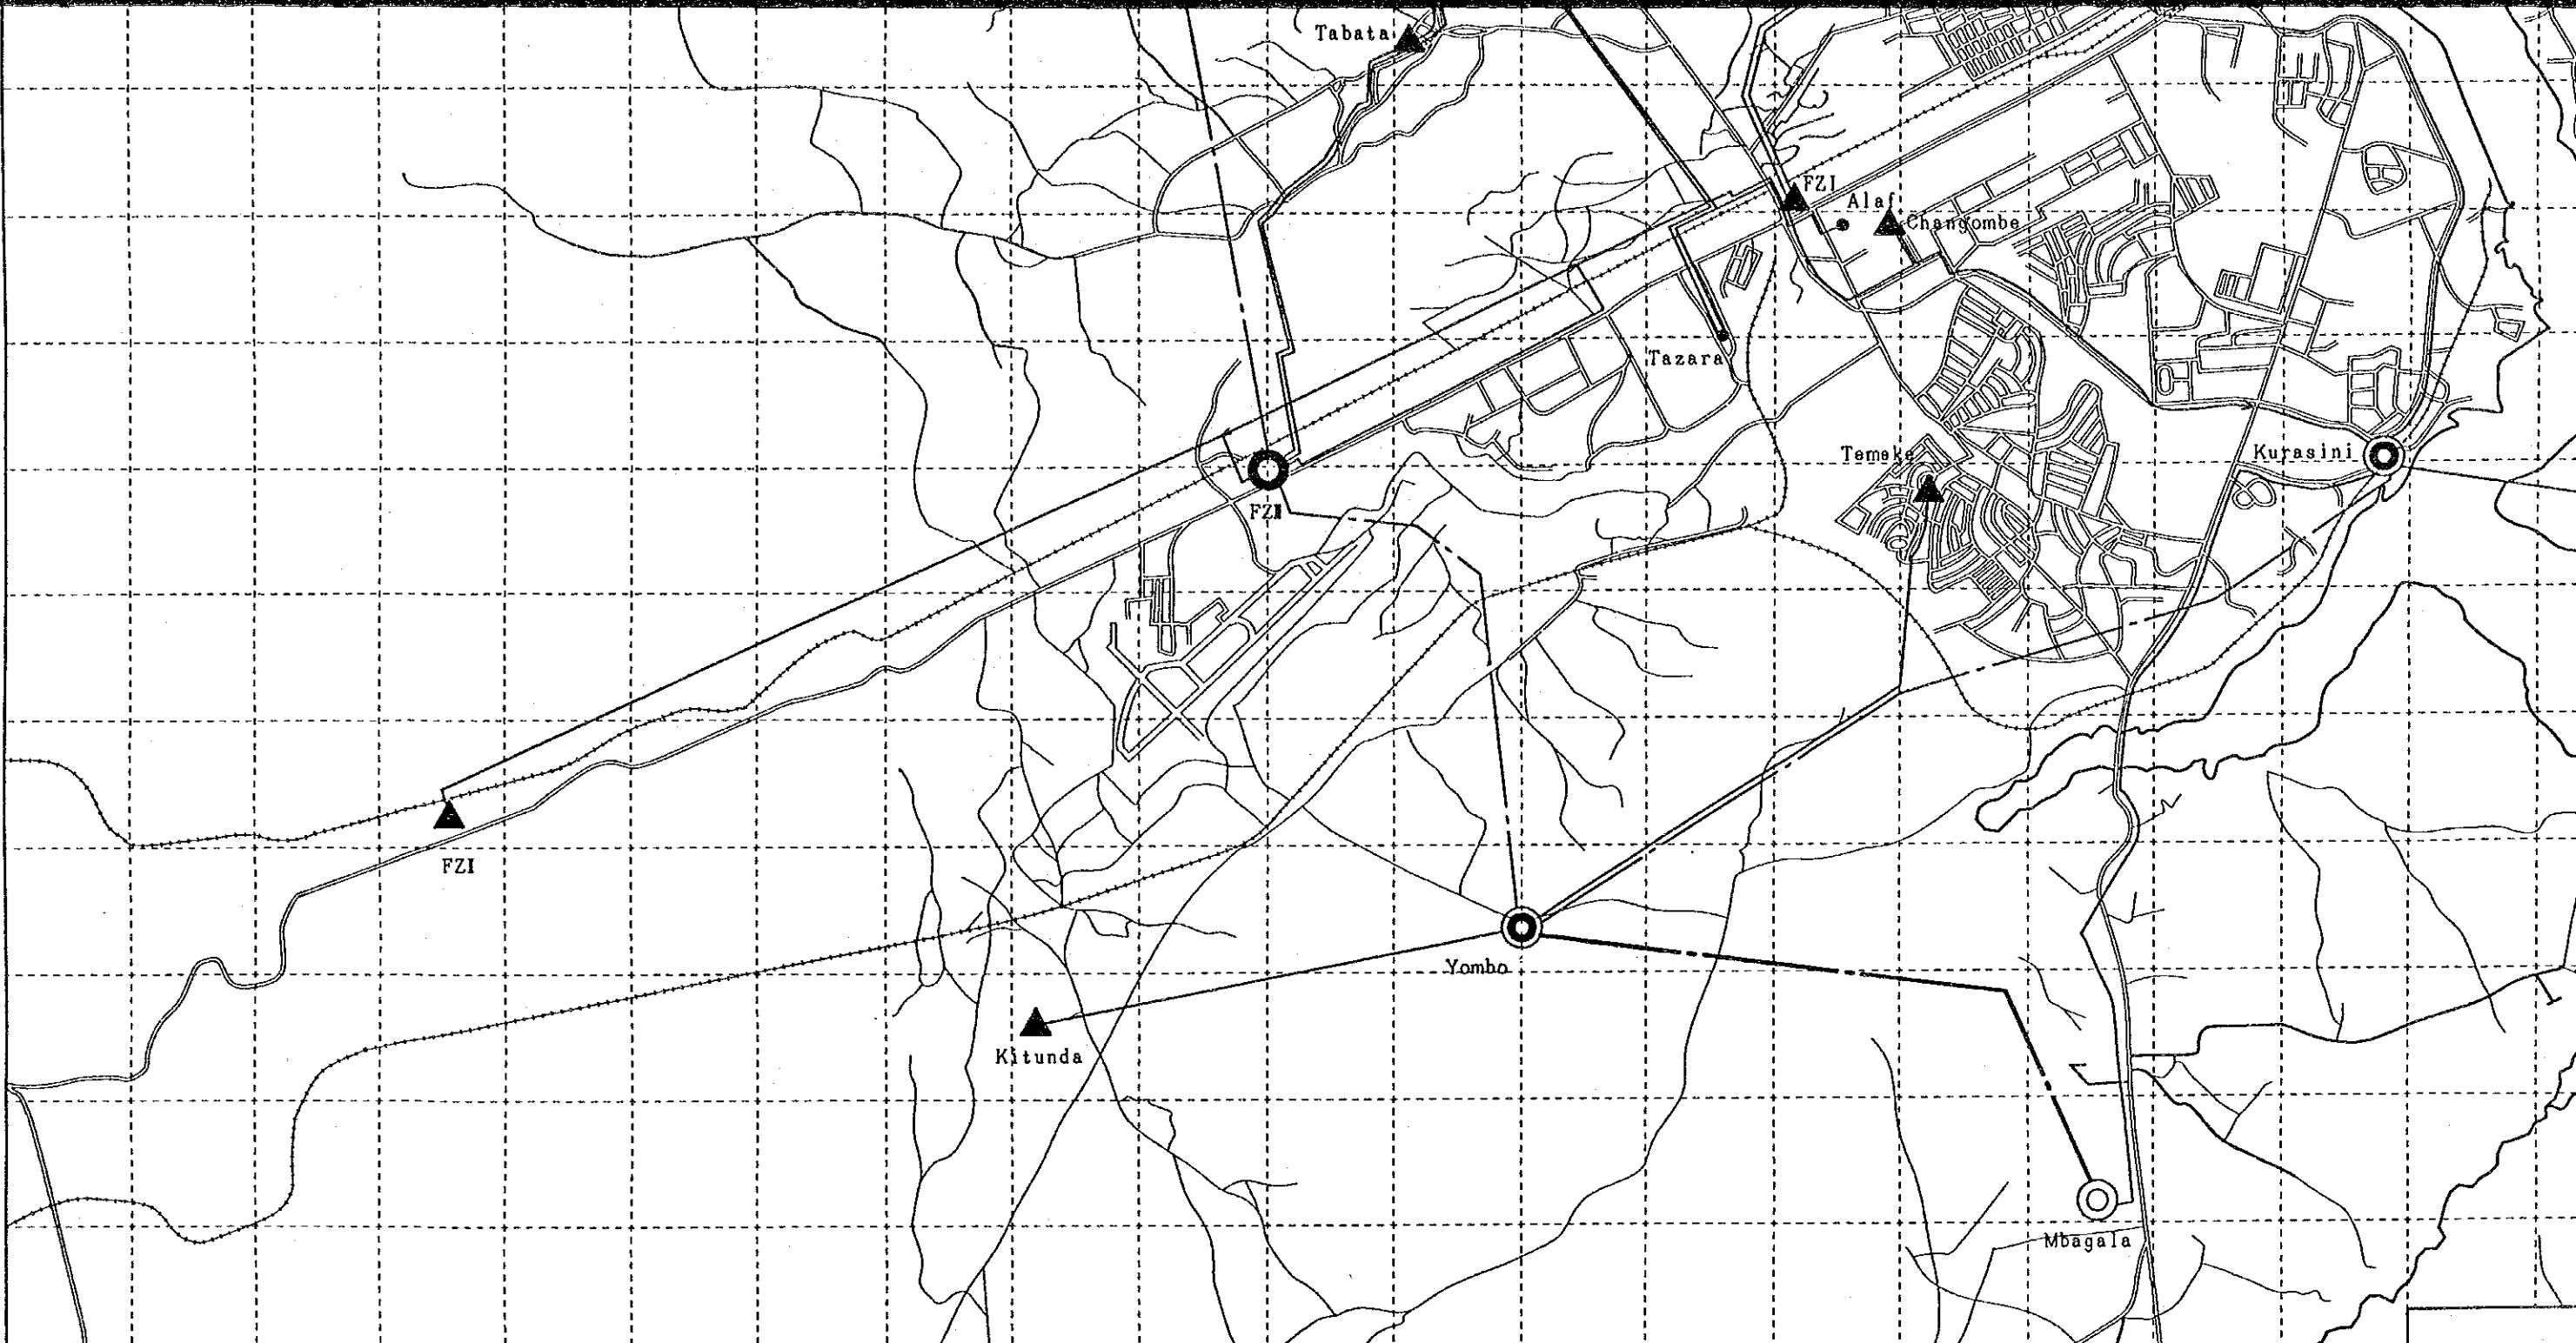 Tabata
FZI
Alaf
Changombe
Tazara
Temeke
Kurasini
FZⅡ
FZI
Yombo
Kitunda
Mbagala